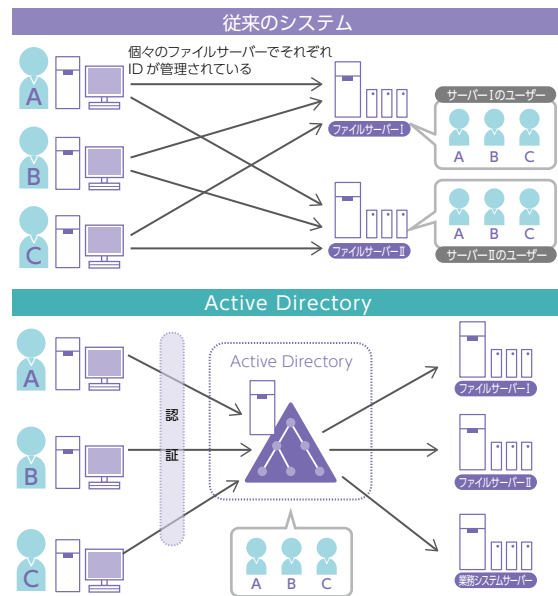 従来のシステム
個々のファイルサーバーでそれぞれ
IDが管理されている
A
B
C
ファイルサーバーⅠ
サーバーⅠのユーザー
A B C
ファイルサーバーⅡ
A B C
サーバーⅡのユーザー
Active Directory
A
B
C
認
証
Active Directory
A B C
ファイルサーバーⅠ
ファイルサーバーⅡ
業務システムサーバー